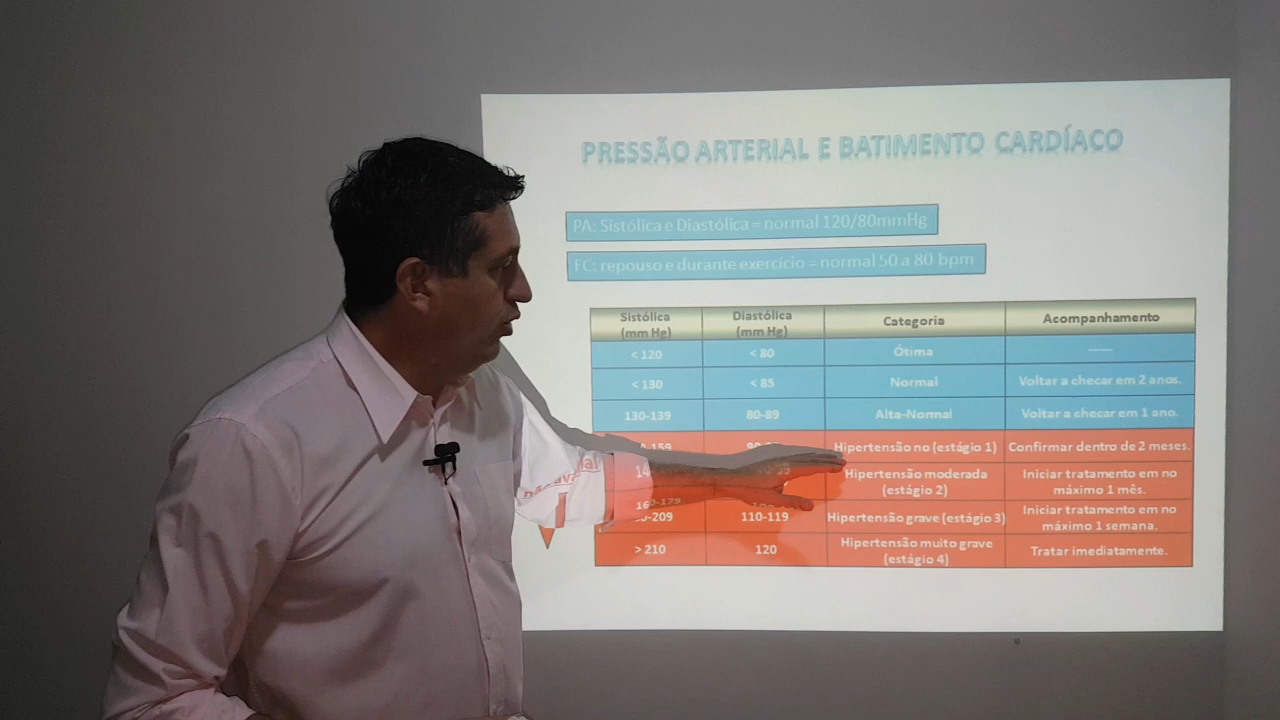 PRESSÃO ARTERIAL E BATIMENTO CARDÍACO
PA: Sistólica e Diastólica = normal 120/80mmHg
FC: repouso e durante exercício = normal 50 a 80 bpm
Sistólica (mm Hg) Diastólica (mm Hg) Categoria Acompanhamento
< 120 < 80 Ótima -----
< 130 < 85 Normal Voltar a checar em 2 anos.
130-139 80-89 Alta-Normal Voltar a checar em 1 ano.
Hipertensão no (estágio 1) Confirmar dentro de 2 meses.
160-179 Hipertensão moderada (estágio 2) Iniciar tratamento em no máximo 1 mês.
110-119 Hipertensão grave (estágio 3) Iniciar tratamento em no máximo 1 semana.
> 210 120 Hipertensão muito grave (estágio 4) Tratar imediatamente.